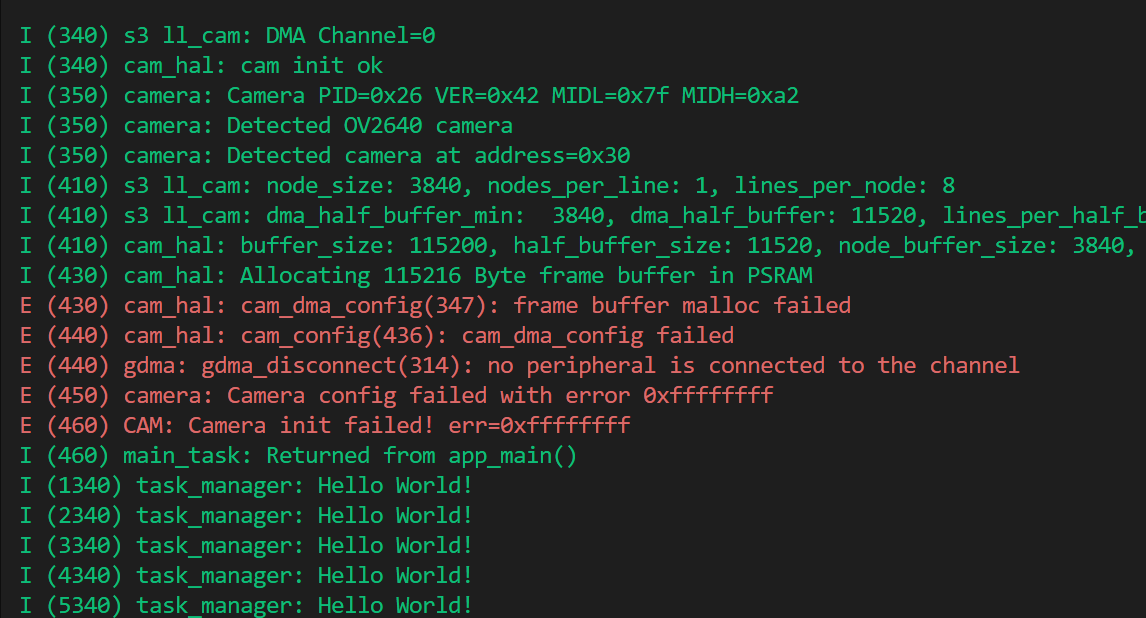 I (340) s3 ll_cam: DMA Channel=0
I (340) cam_hal: cam init ok
I (350) camera: Camera PID=0x26 VER=0x42 MIDL=0x7f MIDH=0xa2
I (350) camera: Detected OV2640 camera
I (350) camera: Detected camera at address=0x30
I (410) s3 ll_cam: node_size: 3840, nodes_per_line: 1, lines_per_node: 8
I (410) s3 ll_cam: dma_half_buffer_min:  3840, dma_half_buffer: 11520, lines_per_half_b
I (410) cam_hal: buffer_size: 115200, half_buffer_size: 11520, node_buffer_size: 3840,
I (430) cam_hal: Allocating 115216 Byte frame buffer in PSRAM
E (430) cam_hal: cam_dma_config(347): frame buffer malloc failed
E (440) cam_hal: cam_config(436): cam_dma_config failed
E (440) gdma: gdma_disconnect(314): no peripheral is connected to the channel
E (450) camera: Camera config failed with error 0xffffffff
E (460) CAM: Camera init failed! err=0xffffffff
I (460) main_task: Returned from app_main()
I (1340) task_manager: Hello World!
I (2340) task_manager: Hello World!
I (3340) task_manager: Hello World!
I (4340) task_manager: Hello World!
I (5340) task_manager: Hello World!